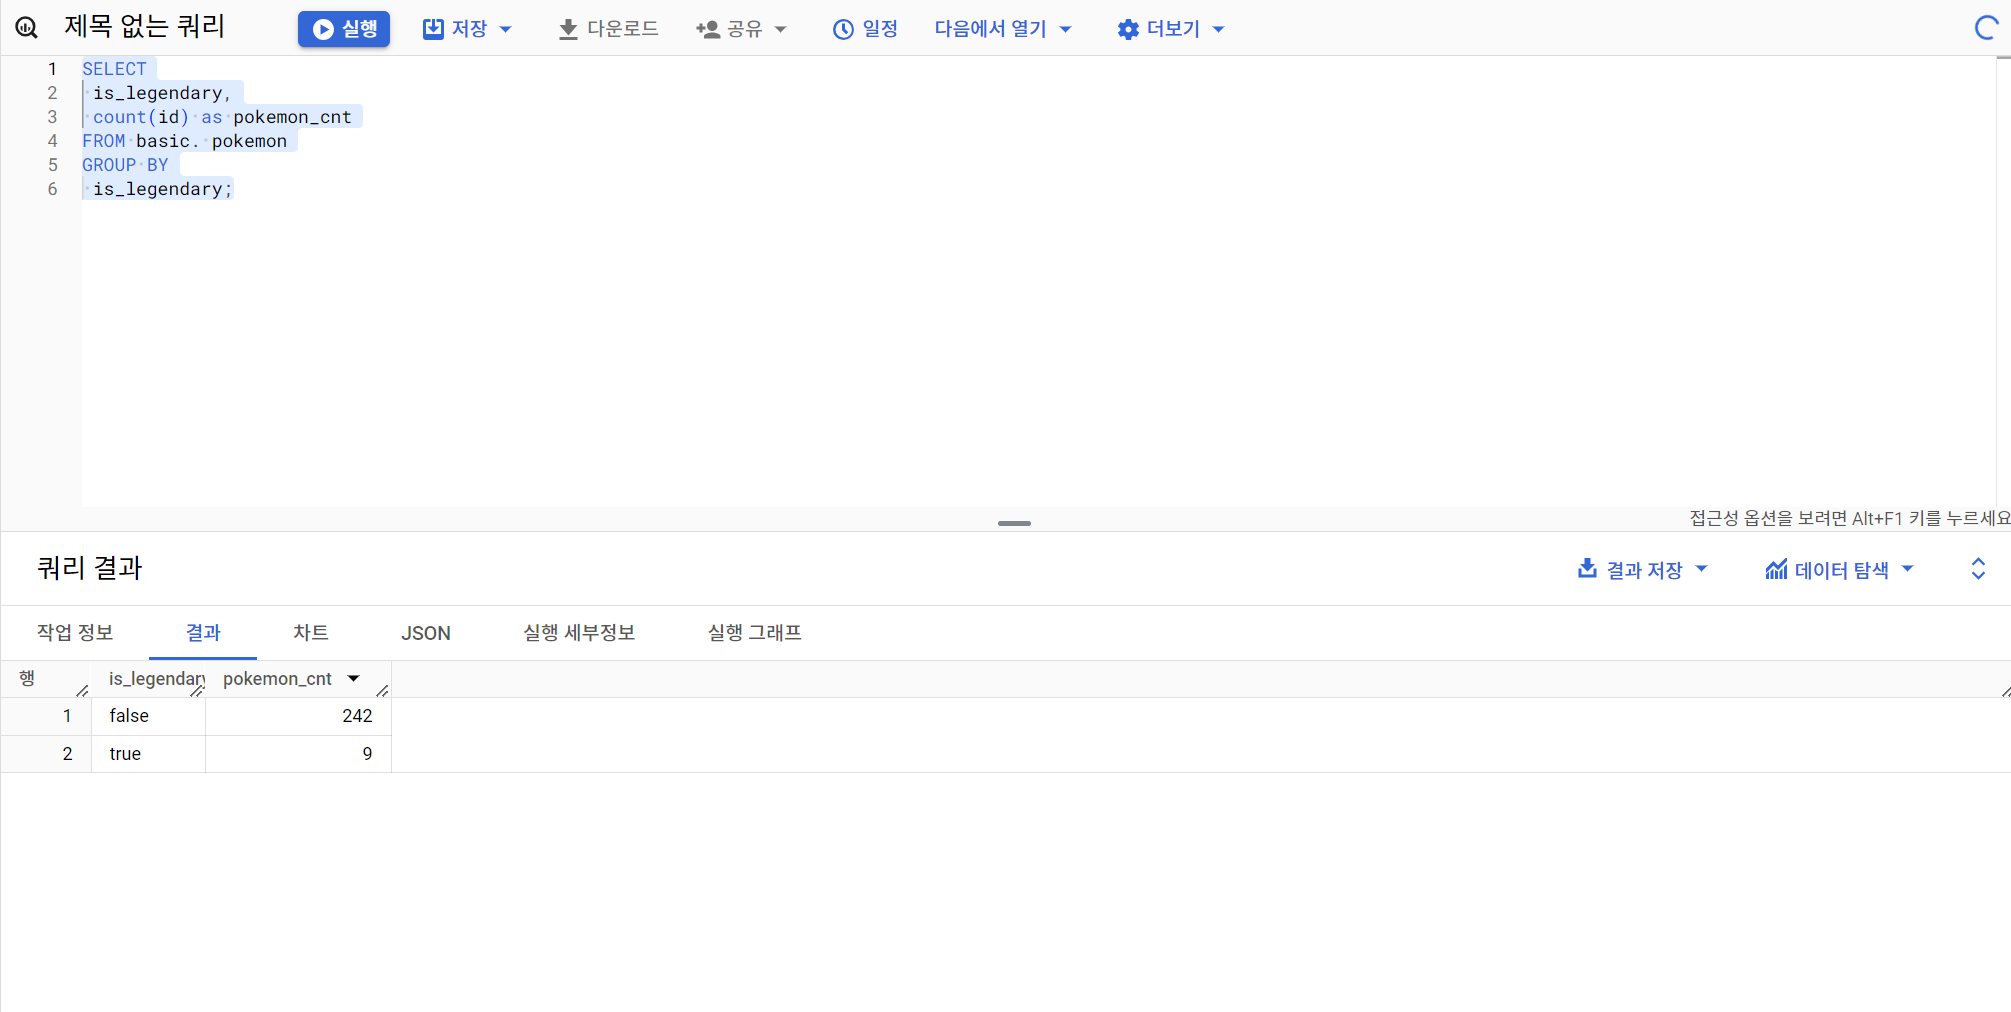 제목 없는 쿼리 실행 저장 다운로드 공유 일정 다음에서 열기 더보기
1 SELECT
2 is_legendary,
3 count(id) as pokemon_cnt
4 FROM basic. pokemon
5 GROUP BY
6 is_legendary;
접근성 옵션을 보려면 Alt+F1 키를 누르세요
쿼리 결과 결과 저장 데이터 탐색
작업 정보 결과 차트 JSON 실행 세부정보 실행 그래프
행 is_legendary pokemon_cnt
1 false 242
2 true 9